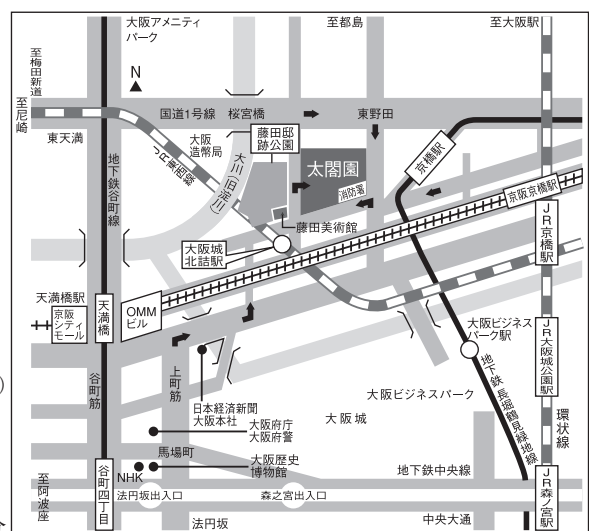 大阪アメニティ
パーク
至都島
至大阪駅
至梅田新道
至尼崎
N
国道1号線
桜宮橋
東野田
東天満
大阪
造幣局
藤田邸
跡公園
太閤園
消防署
京橋駅
JR東西線
大川(旧淀川)
地下鉄谷町線
京阪京橋駅
藤田美術館
JR京橋駅
大阪城
北詰駅
天満橋駅
京阪
シティ
モール
天満橋
OMM
ビル
大阪ビジネス
パーク駅
JR大阪城公園駅
谷町筋
上町筋
日本経済新聞
大阪本社
大阪ビジネスパーク
地下鉄長堀鶴見緑地線
大阪府庁
大阪府警
大阪城
環状線
馬場町
大阪歴史
博物館
NHK
至阿波座
谷町四丁目
法円坂出入口
森之宮出入口
地下鉄中央線
JR森ノ宮駅
法円坂
中央大通